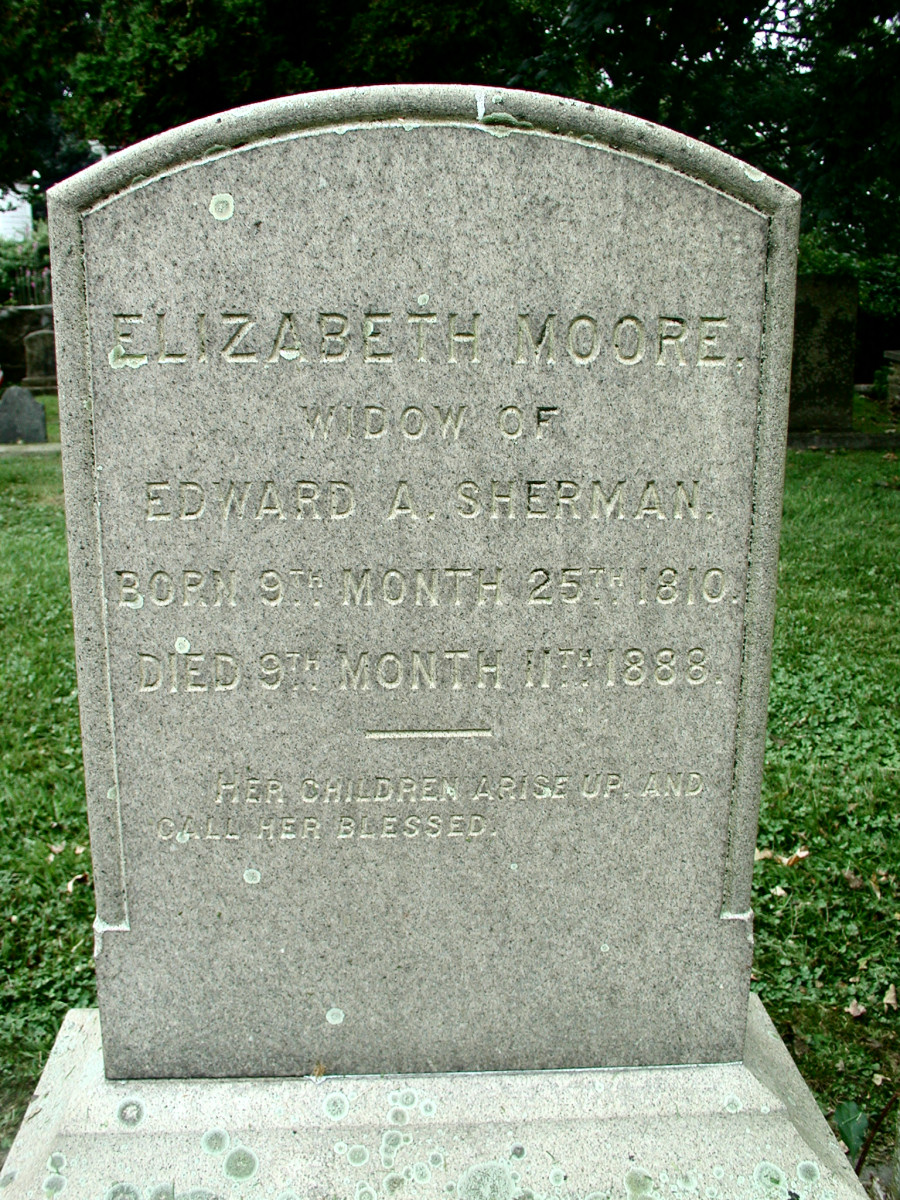 ELIZABETH MOORE,
WIDOW OF
EDWARD A. SHERMAN.
BORN 9TH MONTH 25TH 1810.
DIED 9TH MONTH 11TH 1888.
HER CHILDREN ARISE UP, AND
CALL HER BLESSED.